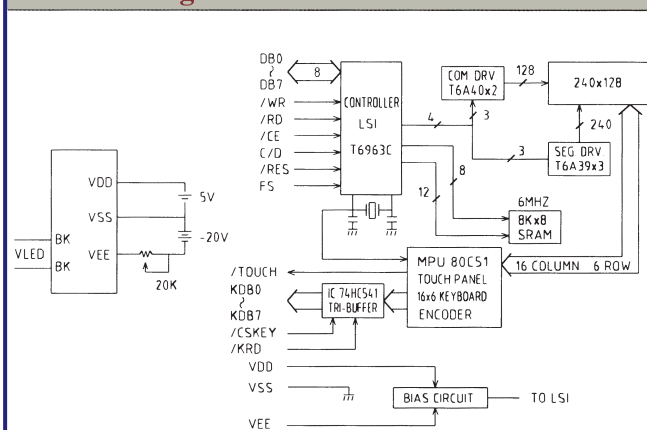 DB0
8
DB7
/WR
/RD
/CE
C/D
/RES
FS
CONTROLLER
LSI
T6963C
4
3
COM DRV
T6A40x2
128
240x128
240
3
SEG DRV
T6A39x3
8
12
6MHZ
8Kx8
SRAM
VDD
VSS
VEE
5V
-20V
20K
BK
VLED
BK
MPU 80C51
TOUCH PANEL
16x6 KEYBOARD
ENCODER
16 COLUMN 6 ROW
/TOUCH
KDB0
KDB7
/CSKEY
/KRD
IC 74HC541
TRI-BUFFER
VDD
VSS
VEE
BIAS CIRCUIT
TO LSI